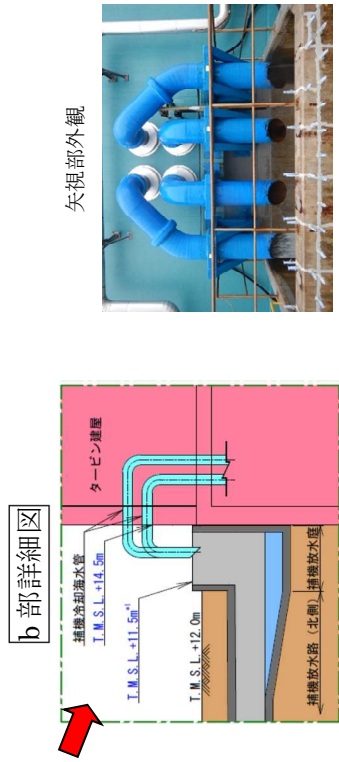 b 部詳細図
補機冷却海水管
T.M.S.L.+14.5m
T.M.S.L.+11.5m*1
T.M.S.L.+12.0m
タービン建屋
補機放水路（北側）
補機放水庭
矢視部外観